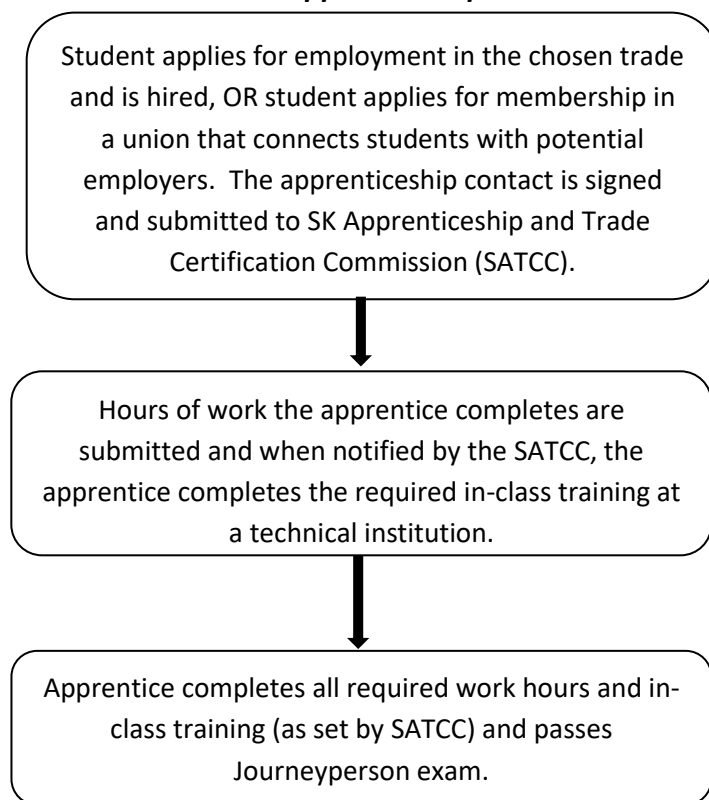 Student applies for employment in the chosen trade
and is hired, OR student applies for membership in
a union that connects students with potential
employers.  The apprenticeship contact is signed
and submitted to SK Apprenticeship and Trade
Certification Commission (SATCC).
Hours of work the apprentice completes are
submitted and when notified by the SATCC, the
apprentice completes the required in-class training at
a technical institution.
Apprentice completes all required work hours and in-
class training (as set by SATCC) and passes
Journeyperson exam.